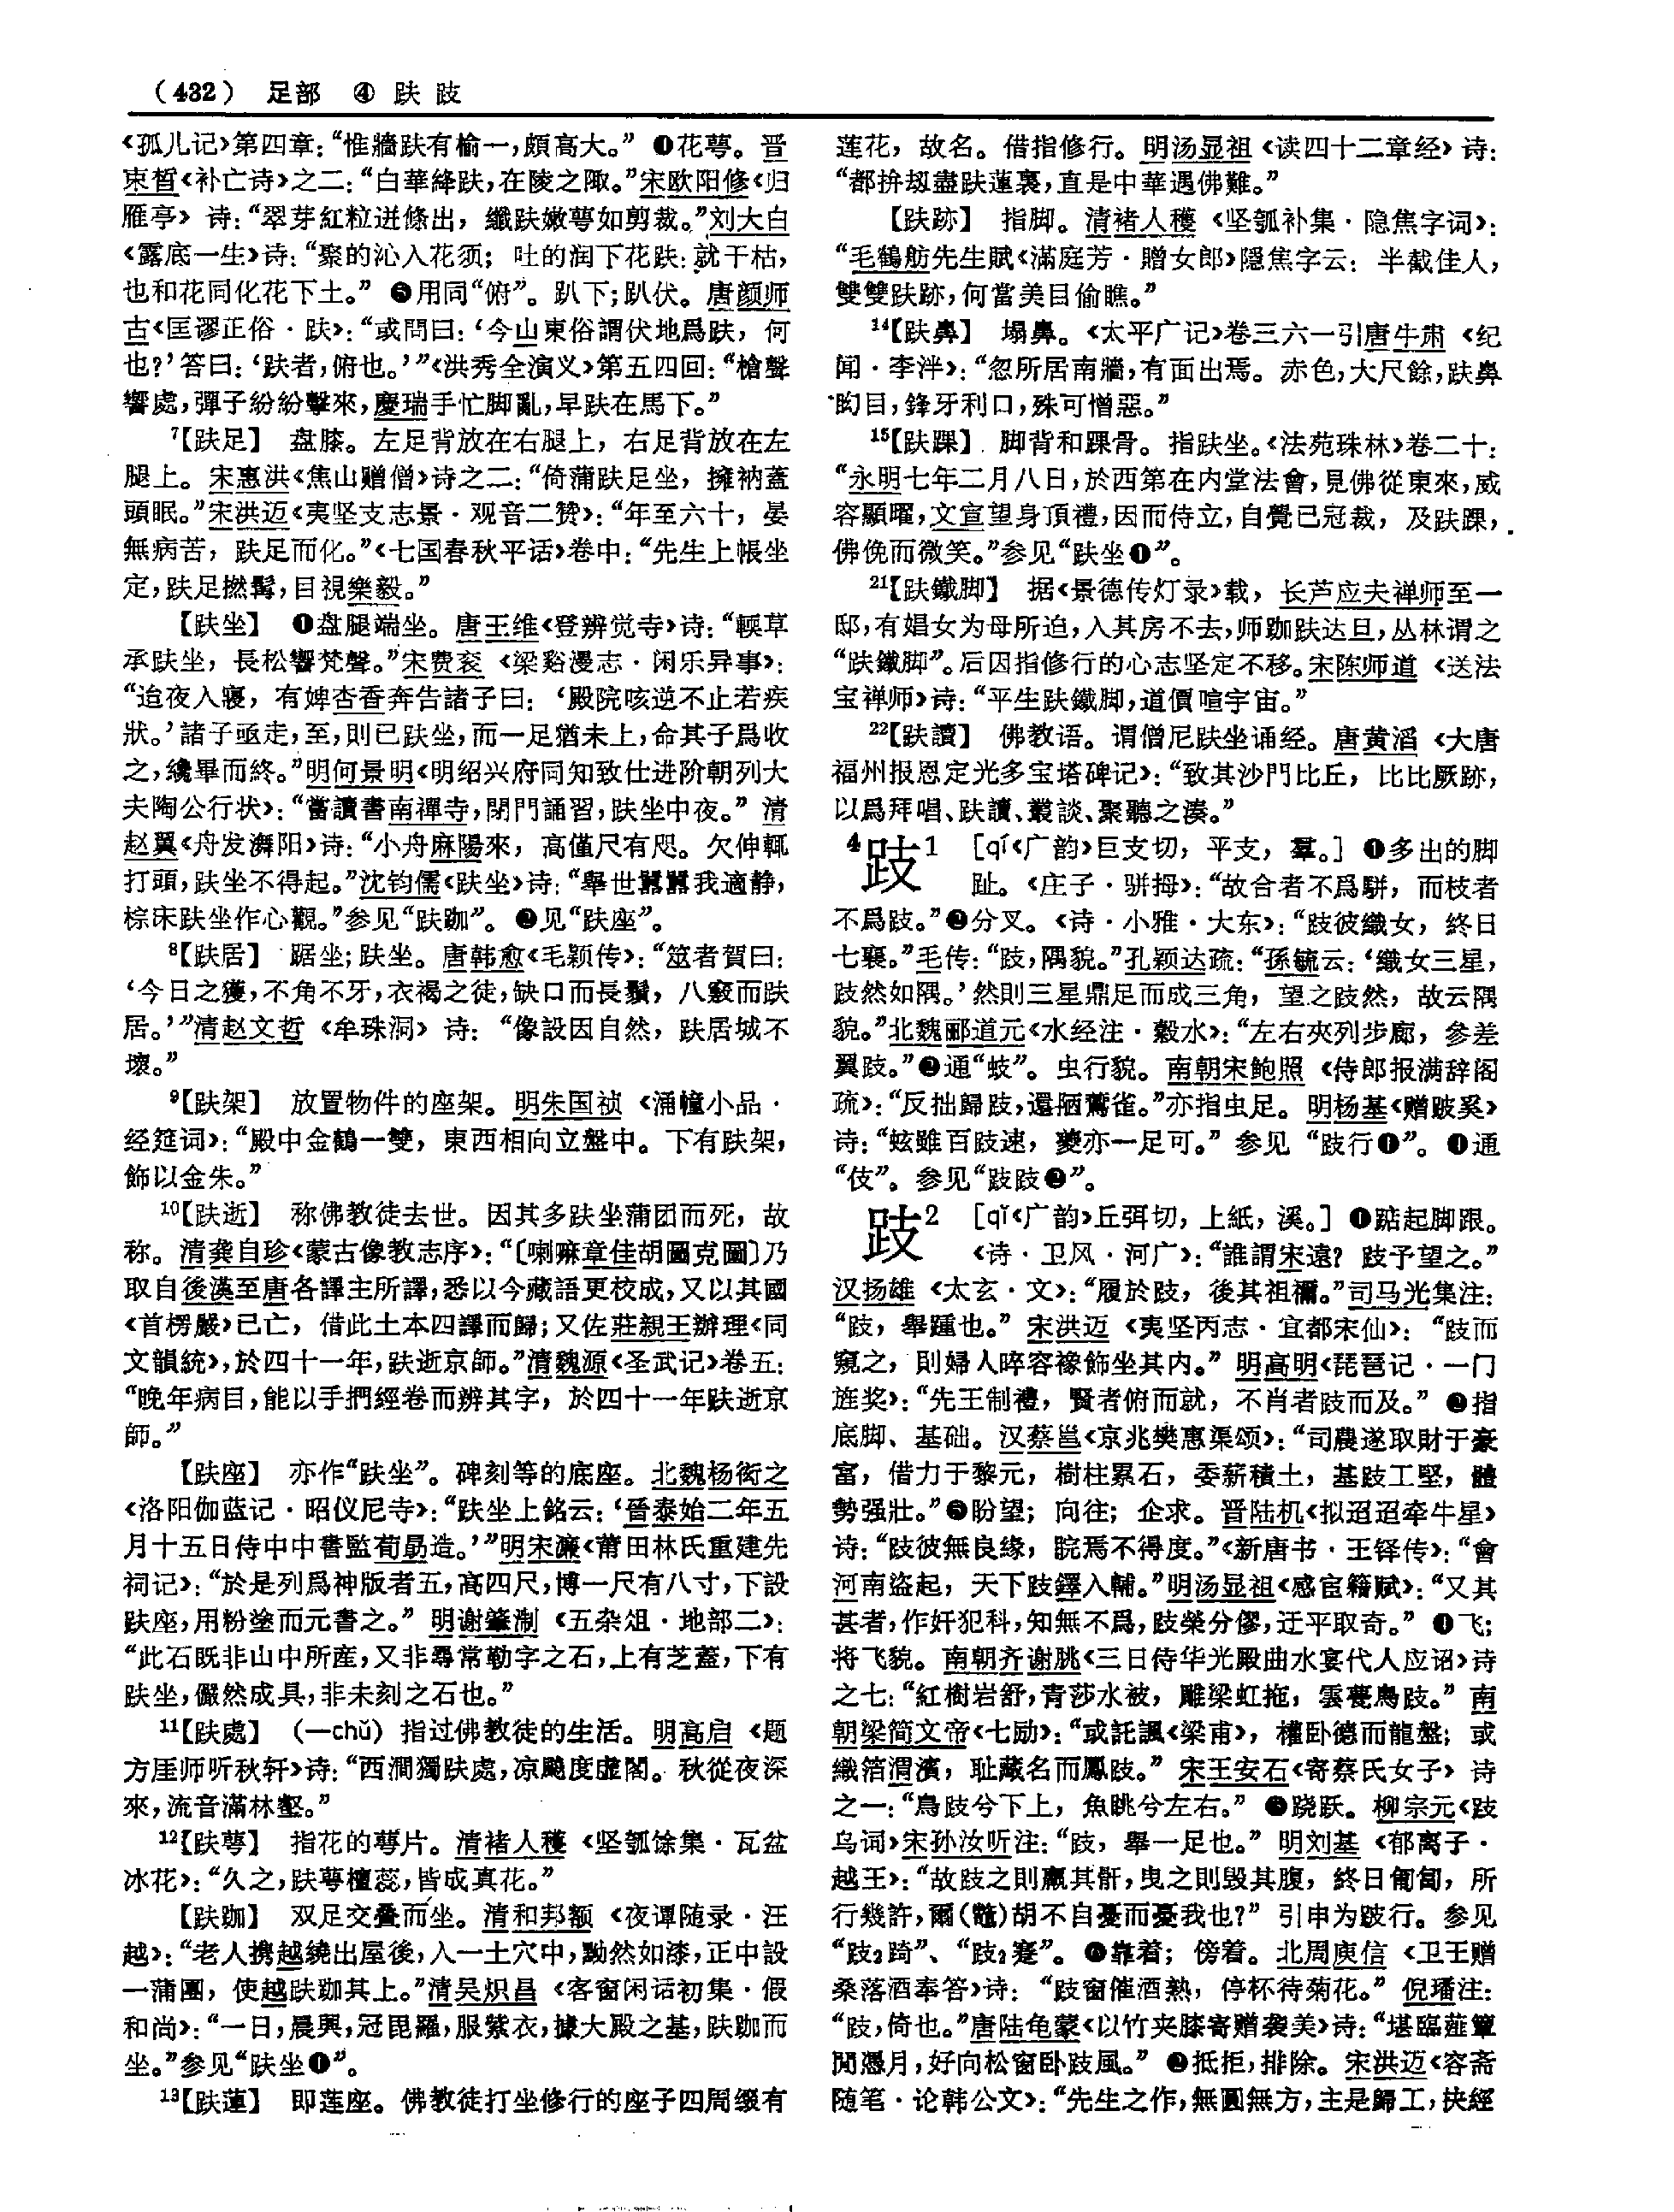 （432） 足部 ④ 趺 跂
《孤儿记》第四章：“惟牆趺有榆一，頗高大。” ❹花萼。晋
束皙《补亡诗》之二：“白華絳趺，在陵之陬。”宋欧阳修《归
雁亭》诗：“翠芽紅粒迸條出，纖趺嫩萼如剪裁。”刘大白
《露底一生》诗：“聚的沁入花须；吐的润下花趺：就干枯，
也和花同化花下土。” ❺用同“俯”。趴下；趴伏。唐颜师
古《匡谬正俗·趺》：“或問曰：‘今山東俗謂伏地爲趺，何
也？’答曰：‘趺者，俯也。’”《洪秀全演义》第五四回：“槍聲
響處，彈子紛紛擊來，慶瑞手忙脚亂，早趺在馬下。”
7【趺足】 盘膝。左足背放在右腿上，右足背放在左
腿上。宋惠洪《焦山赠僧》诗之二：“倚蒲趺足坐，擁衲蓋
頭眠。”宋洪迈《夷坚支志景·观音二赞》：“年至六十，晏
無病苦，趺足而化。”《七国春秋平话》卷中：“先生上帳坐
定，趺足撚髯，目視樂毅。”
【趺坐】 ❶盘腿端坐。唐王维《登辨觉寺》诗：“輭草
承趺坐，長松響梵聲。”宋费衮《梁谿漫志·闲乐异事》：
“迨夜入寢，有婢杏香奔告諸子曰：‘殿院咳逆不止若疾
狀。’諸子亟走，至，則已趺坐，而一足猶未上，命其子爲收
之，纔畢而終。”明何景明《明绍兴府同知致仕进阶朝列大
夫陶公行状》：“嘗讀書南禪寺，閉門誦習，趺坐中夜。”清
赵翼《舟发㵲阳》诗：“小舟麻陽來，高僅尺有咫。欠伸輒
打頭，趺坐不得起。”沈钧儒《趺坐》诗：“舉世囂囂我適静，
棕床趺坐作心觀。”参见“趺跏”。❷见“趺座”。
8【趺居】 踞坐；趺坐。唐韩愈《毛颖传》：“筮者賀曰：
‘今日之獲，不角不牙，衣褐之徒，缺口而長鬚，八竅而趺
居。’”清赵文哲《牟珠洞》诗：“像設因自然，趺居城不
壞。”
9【趺架】 放置物件的座架。明朱国祯《涌幢小品·
经筵词》：“殿中金鶴一雙，東西相向立盤中。下有趺架，
飾以金朱。”
10【趺逝】 称佛教徒去世。因其多趺坐蒲团而死，故
称。清龚自珍《蒙古像教志序》：“〔喇嘛章佳胡圖克圖〕乃
取自後漢至唐各譯主所譯，悉以今藏語更校成，又以其國
《首楞嚴》已亡，借此土本四譯而歸；又佐莊親王辦理《同
文韻統》，於四十一年，趺逝京師。”清魏源《圣武记》卷五：
“晚年病目，能以手捫經卷而辨其字，於四十一年趺逝京
師。”
【趺座】 亦作“趺坐”。碑刻等的底座。北魏杨衒之
《洛阳伽蓝记·昭仪尼寺》：“趺坐上銘云：‘晉泰始二年五
月十五日侍中中書監荀勗造。’”明宋濂《莆田林氏重建先
祠记》：“於是列爲神版者五，高四尺，博一尺有八寸，下設
趺座，用粉塗而元書之。”明谢肇淛《五杂俎·地部二》：
“此石既非山中所産，又非尋常勒字之石，上有芝蓋，下有
趺坐，儼然成具，非未刻之石也。”
11【趺處】 （一chǔ）指过佛教徒的生活。明高启《题
方厓师听秋轩》诗：“西澗獨趺處，凉飈度虚閣。秋從夜深
來，流音滿林壑。”
12【趺萼】 指花的萼片。清褚人穫《坚瓠馀集·瓦盆
冰花》：“久之，趺萼檀蕊，皆成真花。”
【趺跏】 双足交叠而坐。清和邦额《夜谭随录·汪
越》：“老人携越繞出屋後，入一土穴中，黝然如漆，正中設
一蒲團，使越趺跏其上。”清吴炽昌《客窗闲话初集·假
和尚》：“一日，晨興，冠毘羅，服紫衣，據大殿之基，趺跏而
坐。”参见“趺坐❶”。
13【趺蓮】 即莲座。佛教徒打坐修行的座子四周缀有
莲花，故名。借指修行。明汤显祖《读四十二章经》诗：
“都拚刼盡趺蓮裏，直是中華遇佛難。”
【趺跡】 指脚。清褚人穫《坚瓠补集·隐焦字词》：
“毛鶴舫先生賦《滿庭芳·贈女郎》隱焦字云：半截佳人，
雙雙趺跡，何當美目偷瞧。”
14【趺鼻】 塌鼻。《太平广记》卷三六一引唐牛肃《纪
闻·李泮》：“忽所居南牆，有面出焉。赤色，大尺餘，趺鼻
眗目，鋒牙利口，殊可憎惡。”
15【趺踝】 脚背和踝骨。指趺坐。《法苑珠林》卷二十：
“永明七年二月八日，於西第在内堂法會，見佛從東來，威
容顯曜，文宣望身頂禮，因而侍立，自覺已冠裁，及趺踝，
佛俛而微笑。”参见“趺坐❶”。
21【趺鐵脚】 据《景德传灯录》载，长芦应夫禅师至一
邸，有娼女为母所迫，入其房不去，师跏趺达旦，丛林谓之
“趺鐵脚”。后因指修行的心志坚定不移。宋陈师道《送法
宝禅师》诗：“平生趺鐵脚，道價喧宇宙。”
22【趺讀】 佛教语。谓僧尼趺坐诵经。唐黄滔《大唐
福州报恩定光多宝塔碑记》：“致其沙門比丘，比比厥跡，
以爲拜唱、趺讀、叢談、聚聽之湊。”
4跂1 ［qí《广韵》巨支切，平支，羣。］❶多出的脚
趾。《庄子·骈拇》：“故合者不爲駢，而枝者
不爲跂。”❷分叉。《诗·小雅·大东》：“跂彼織女，終日
七襄。”毛传：“跂，隅貌。”孔颖达疏：“孫毓云：‘織女三星，
跂然如隅。’然則三星鼎足而成三角，望之跂然，故云隅
貌。”北魏郦道元《水经注·穀水》：“左右夾列步廊，参差
翼跂。”❸通“蚑”。虫行貌。南朝宋鲍照《侍郎报满辞阁
疏》：“反拙歸跂，還陋鷰雀。”亦指虫足。明杨基《赠跛奚》
诗：“蚿雖百跂速，夔亦一足可。”参见“跂行❶”。❹通
“伎”。参见“跂跂❷”。
跂2 ［qǐ《广韵》丘弭切，上紙，溪。］❶踮起脚跟。
《诗·卫风·河广》：“誰謂宋遠？跂予望之。”
汉扬雄《太玄·文》：“履於跂，後其祖禰。”司马光集注：
“跂，舉踵也。”宋洪迈《夷坚丙志·宜都宋仙》：“跂而
窺之，則婦人晬容襐飾坐其内。”明高明《琵琶记·一门
旌奖》：“先王制禮，賢者俯而就，不肖者跂而及。”❷指
底脚、基础。汉蔡邕《京兆樊惠渠颂》：“司農遂取財于豪
富，借力于黎元，樹柱累石，委薪積土，基跂工堅，體
勢强壯。”❸盼望；向往；企求。晋陆机《拟迢迢牵牛星》
诗：“跂彼無良緣，睆焉不得度。”《新唐书·王铎传》：“會
河南盜起，天下跂鐸入輔。”明汤显祖《感宦籍赋》：“又其
甚者，作奸犯科，知無不爲，跂榮分僇，迂平取奇。”❹飞；
将飞貌。南朝齐谢朓《三日侍华光殿曲水宴代人应诏》诗
之七：“紅樹岩舒，青莎水被，雕梁虹拖，雲甍鳥跂。”南
朝梁简文帝《七励》：“或託諷《梁甫》，權卧德而龍盤；或
織箔渭濱，耻藏名而鳳跂。”宋王安石《寄蔡氏女子》诗
之一：“鳥跂兮下上，魚眺兮左右。”❺跷跃。柳宗元《跂
乌词》宋孙汝听注：“跂，舉一足也。”明刘基《郁离子·
越王》：“故跂之則羸其骭，曳之則毁其腹，終日匍匐，所
行幾許，爾（鼈）胡不自憂而憂我也？”引申为跛行。参见
“跂2踦”、“跂2蹇”。❻靠着；傍着。北周庾信《卫王赠
桑落酒奉答》诗：“跂窗催酒熟，停杯待菊花。”倪璠注：
“跂，倚也。”唐陆龟蒙《以竹夹膝寄赠袭美》诗：“堪臨薤簟
閒憑月，好向松窗卧跂風。”❼抵拒，排除。宋洪迈《容斋
随笔·论韩公文》：“先生之作，無圓無方，主是歸工，抉經